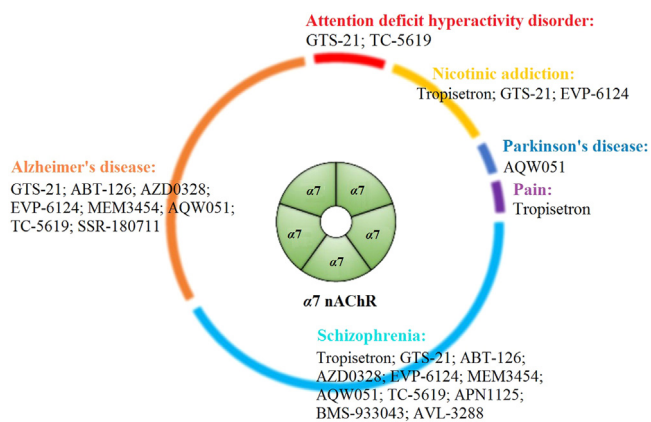 Attention deficit hyperactivity disorder:
GTS-21; TC-5619
Nicotinic addiction:
Tropisetron; GTS-21; EVP-6124
Parkinson's disease:
AQW051
Pain:
Tropisetron
Alzheimer's disease:
GTS-21; ABT-126; AZD0328;
EVP-6124; MEM3454; AQW051;
TC-5619; SSR-180711
α7
α7
α7
α7
α7
α7 nAChR
Schizophrenia:
Tropisetron; GTS-21; ABT-126;
AZD0328; EVP-6124; MEM3454;
AQW051; TC-5619; APN1125;
BMS-933043; AVL-3288